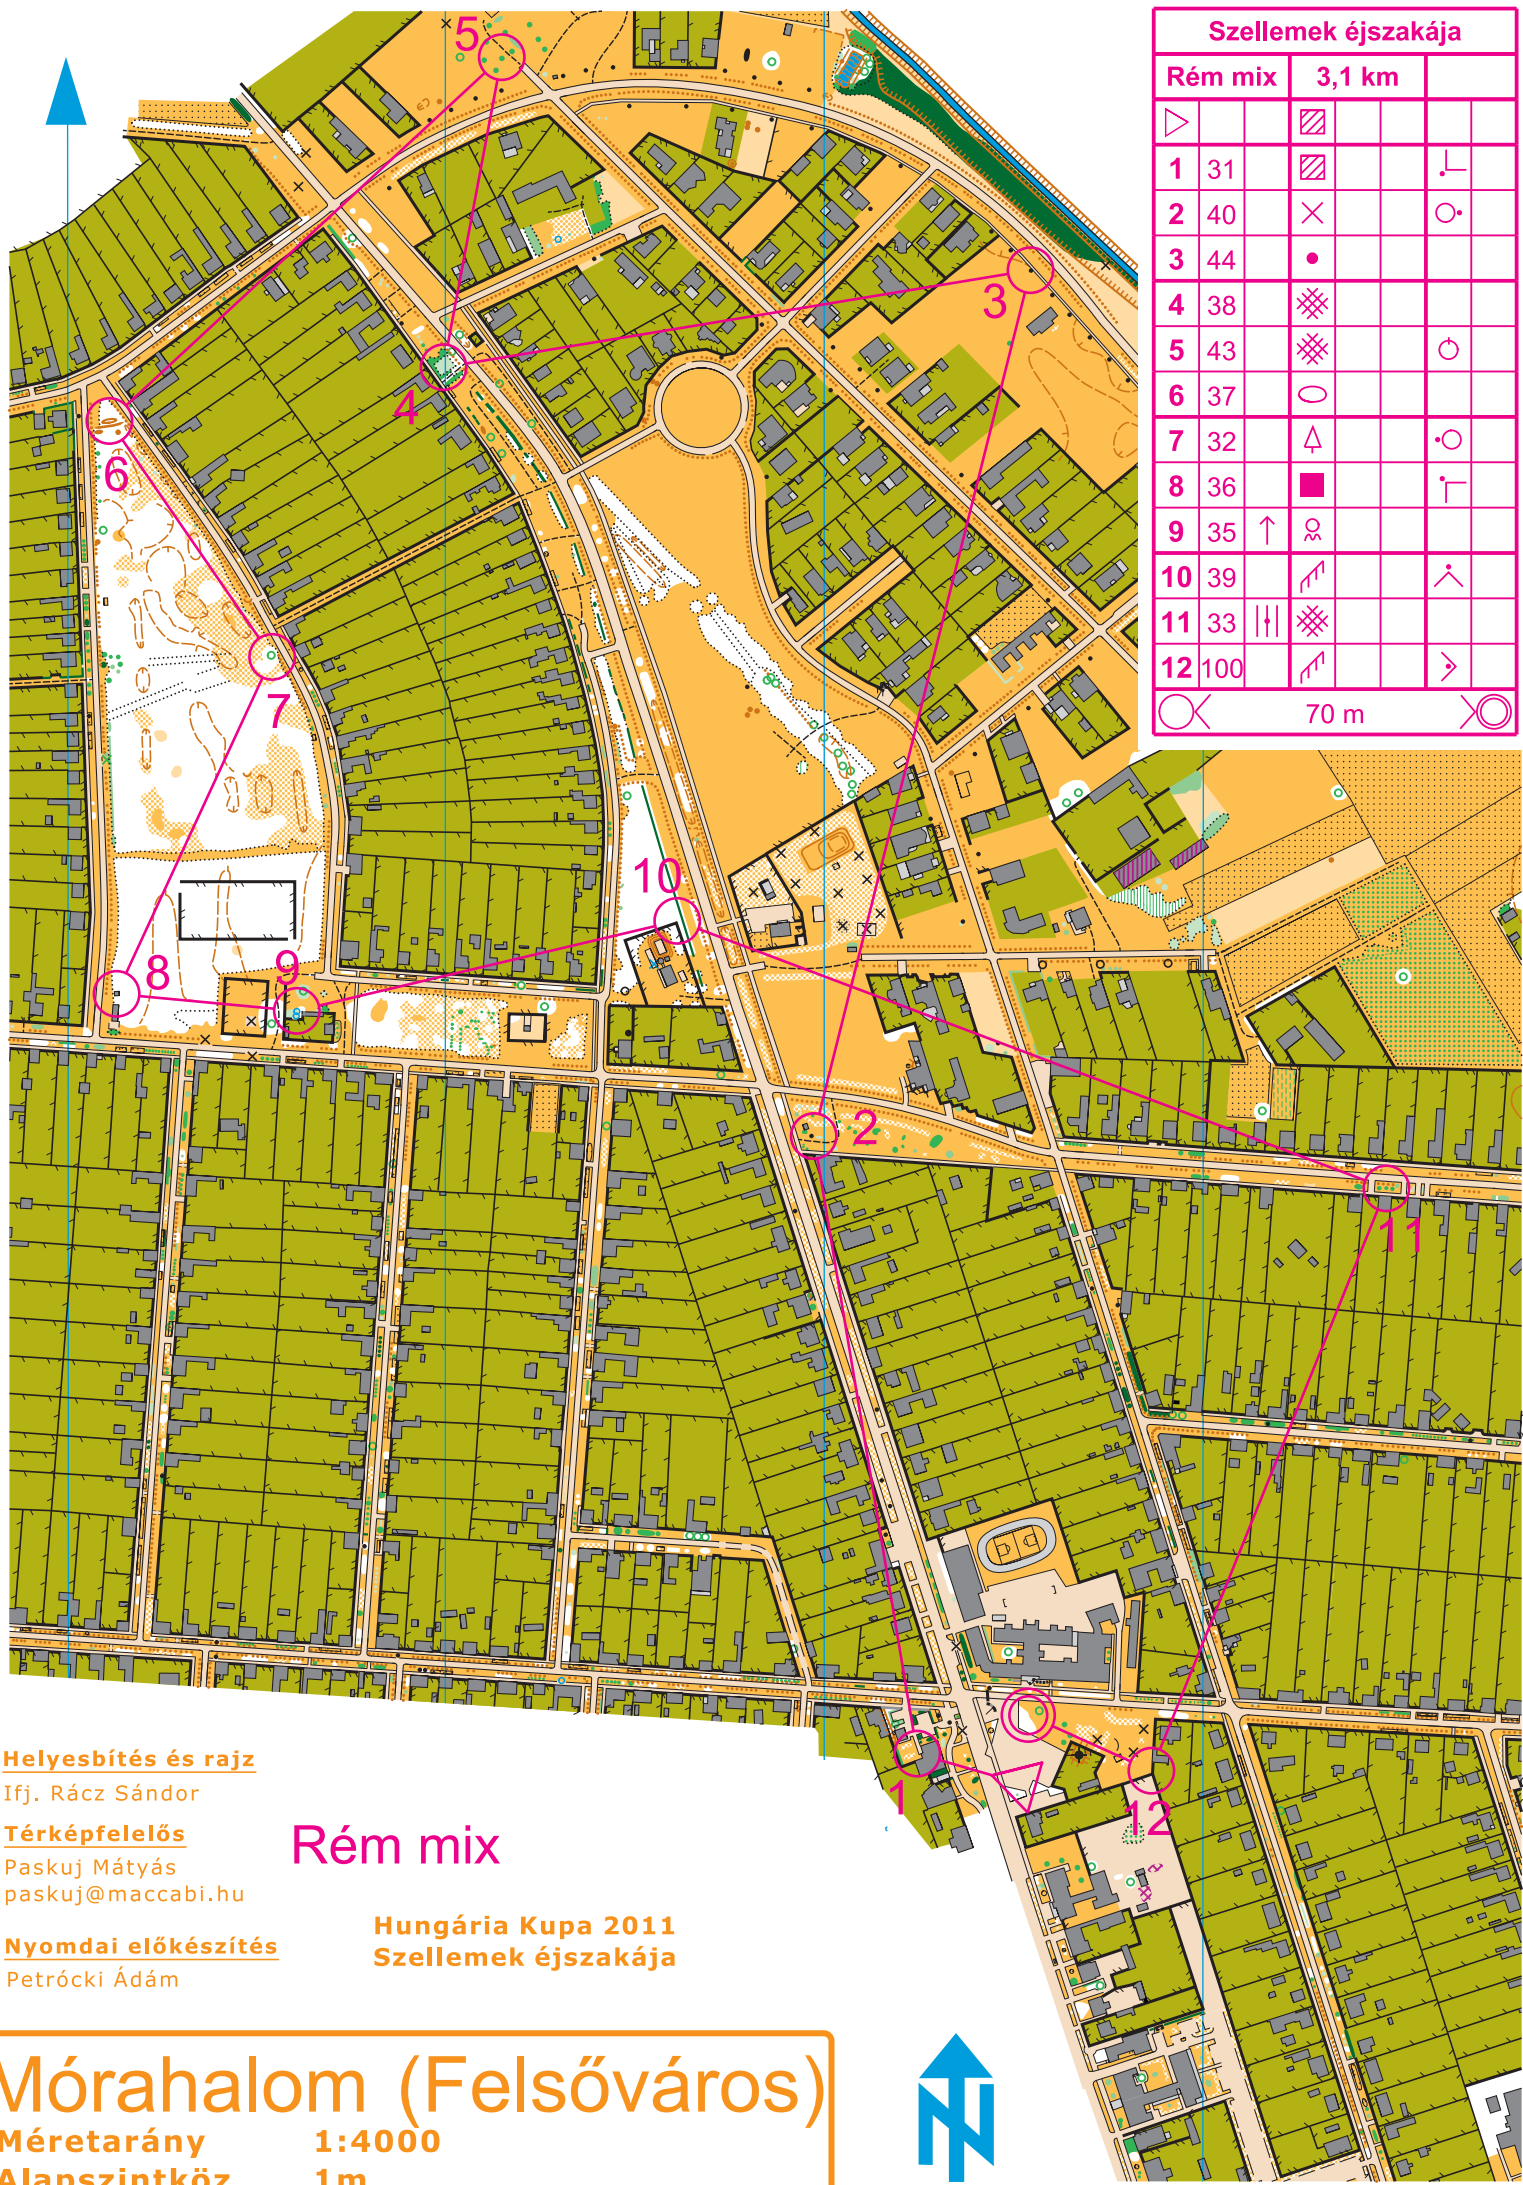 Szellemek éjszakája
Rém mix 3,1 km
1 31
2 40
3 44
4 38
5 43
6 37
7 32
8 36
9 35
10 39
11 33
12 100
70 m
5
3
4
6
7
10
8
9
2
11
1
12
Helyesbítés és rajz
Ifj. Rácz Sándor
Térképfelelős
Paskuj Mátyás
paskuj@maccabi.hu
Nyomdai előkészítés
Petrócki Ádám
Rém mix
Hungária Kupa 2011
Szellemek éjszakája
Mórahalom (Felsőváros)
Méretarány 1:4000
Alapszintköz 1m